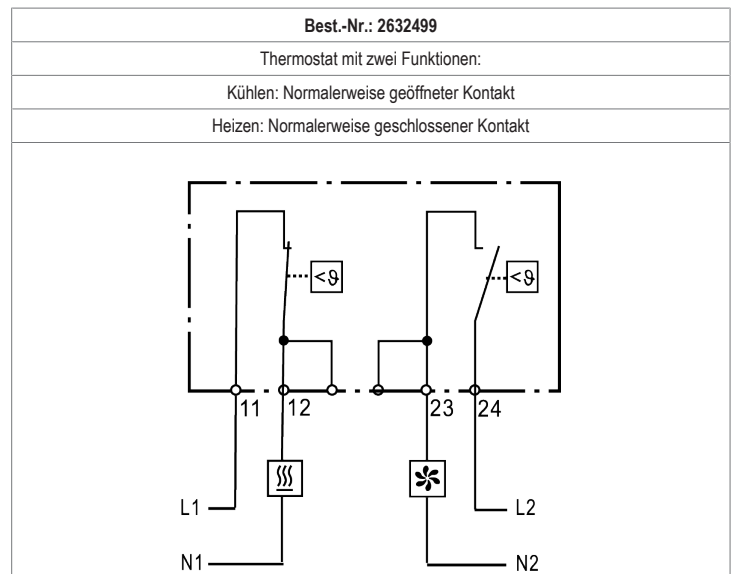 Best.-Nr.: 2632499
Thermostat mit zwei Funktionen:
Kühlen: Normalerweise geöffneter Kontakt
Heizen: Normalerweise geschlossener Kontakt
<ϑ <ϑ
11 12 23 24
L1 L2
N1 N2